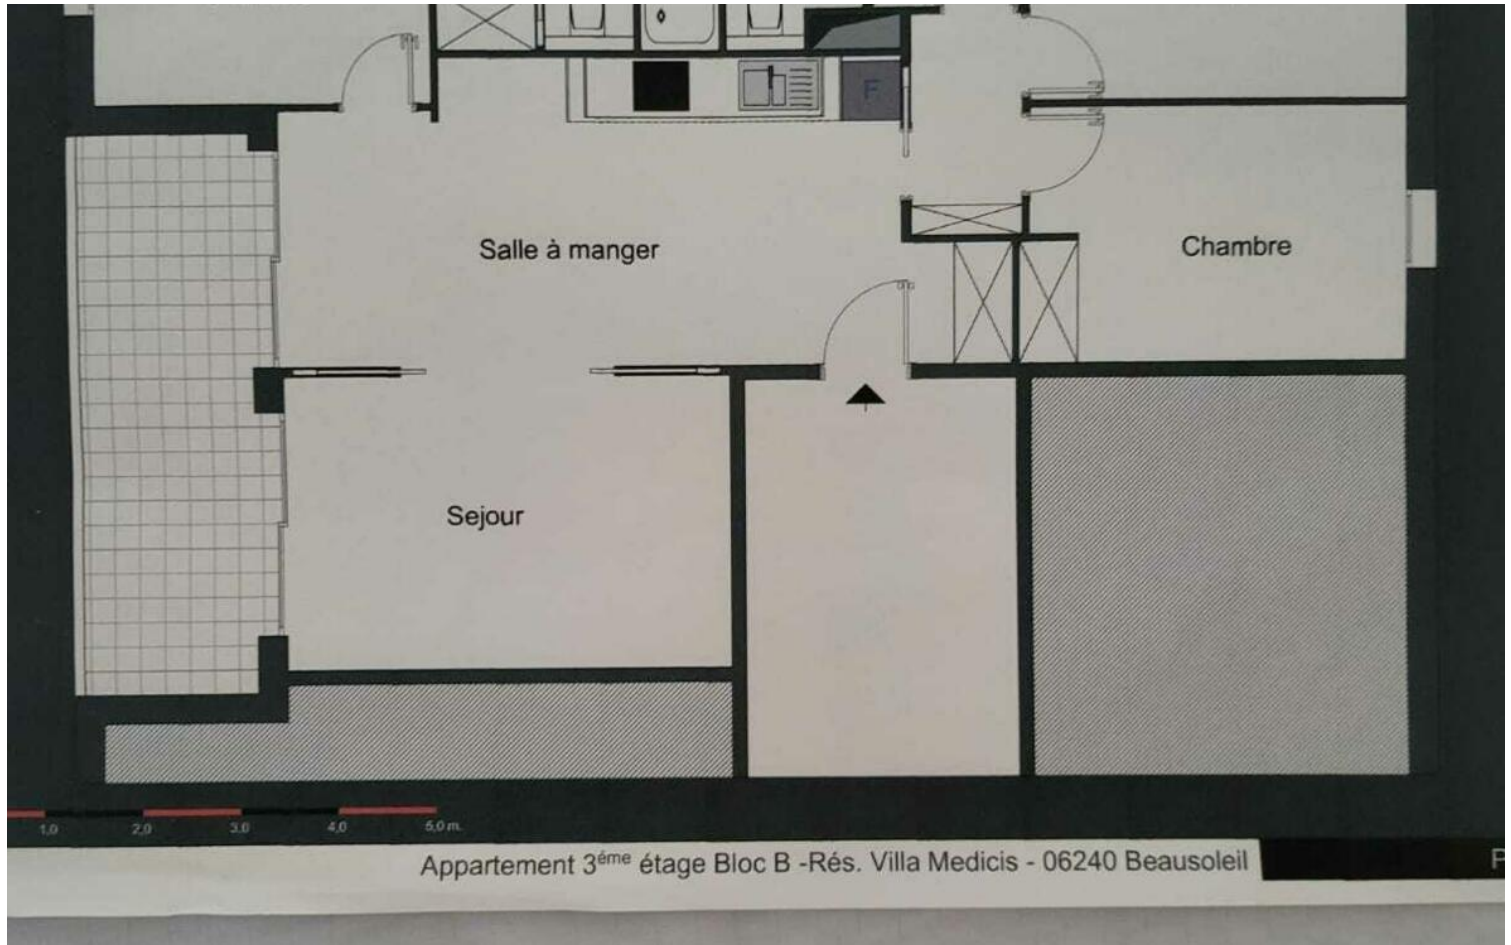 F
Salle à manger
Chambre
Sejour
1,0 2,0 3,0 4,0 5,0 m.
Appartement 3éme étage Bloc B -Rés. Villa Medicis - 06240 Beausoleil